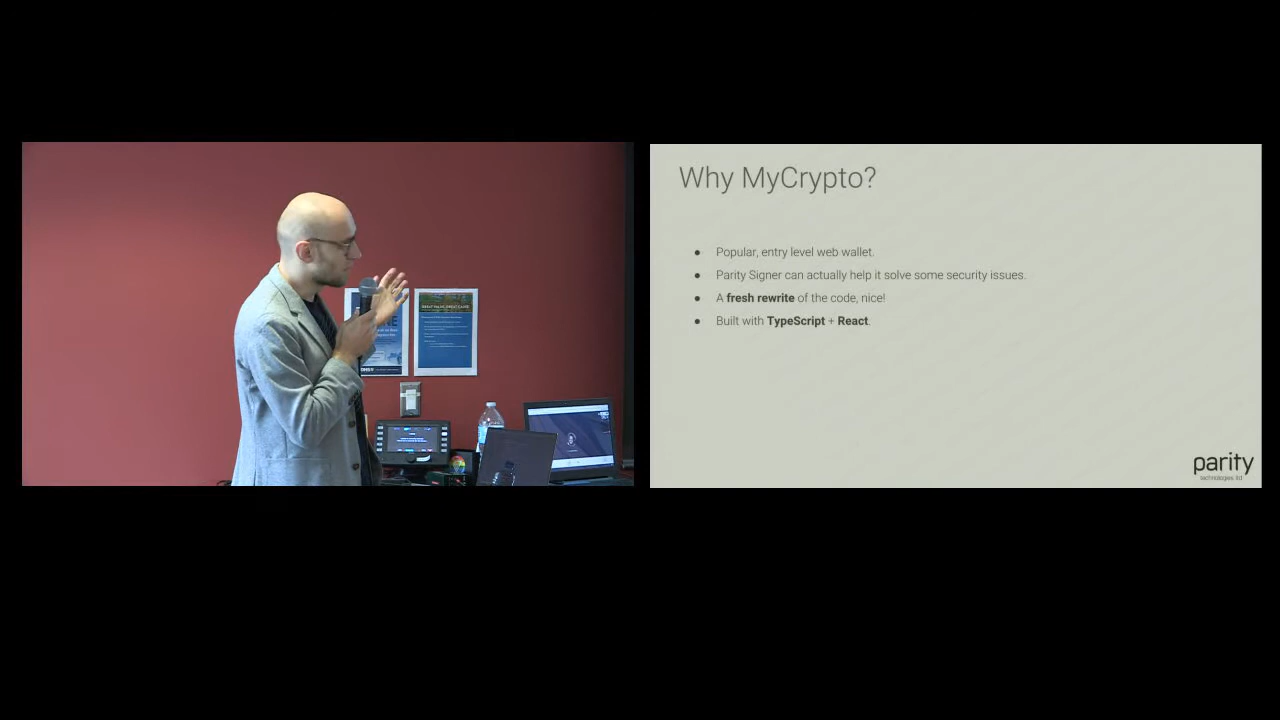 Why MyCrypto?
● Popular, entry level web wallet.
● Parity Signer can actually help it solve some security issues.
● A fresh rewrite of the code, nice!
● Built with TypeScript + React.
parity
technologies ltd